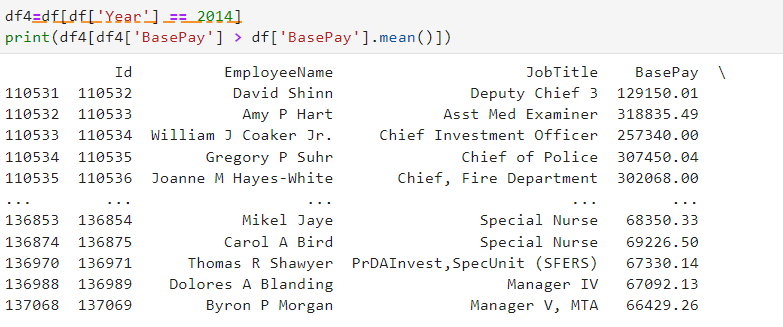 df4=df[df['Year'] == 2014]
print(df4[df4['BasePay'] > df['BasePay'].mean()])
Id EmployeeName JobTitle BasePay \
110531 110532 David Shinn Deputy Chief 3 129150.01
110532 110533 Amy P Hart Asst Med Examiner 318835.49
110533 110534 William J Coaker Jr. Chief Investment Officer 257340.00
110534 110535 Gregory P Suhr Chief of Police 307450.04
110535 110536 Joanne M Hayes-White Chief, Fire Department 302068.00
... ... ... ... ...
136853 136854 Mikel Jaye Special Nurse 68350.33
136874 136875 Carol A Bird Special Nurse 69226.50
136970 136971 Thomas R Shawyer PrDAInvest,SpecUnit (SFERS) 67330.14
136988 136989 Dolores A Blanding Manager IV 67092.13
137068 137069 Byron P Morgan Manager V, MTA 66429.26